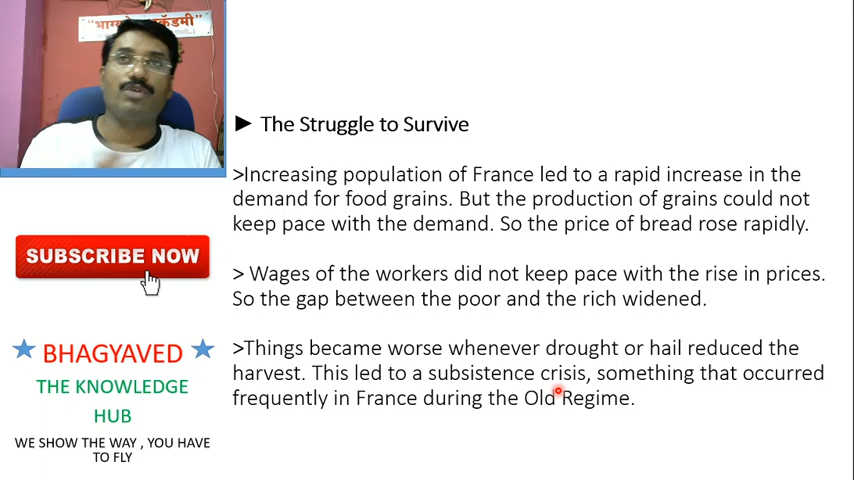 ► The Struggle to Survive
>Increasing population of France led to a rapid increase in the
demand for food grains. But the production of grains could not
keep pace with the demand. So the price of bread rose rapidly.
> Wages of the workers did not keep pace with the rise in prices.
So the gap between the poor and the rich widened.
>Things became worse whenever drought or hail reduced the
harvest. This led to a subsistence crisis, something that occurred
frequently in France during the Old Regime.
SUBSCRIBE NOW
BHAGYAVED
THE KNOWLEDGE
HUB
WE SHOW THE WAY , YOU HAVE
TO FLY